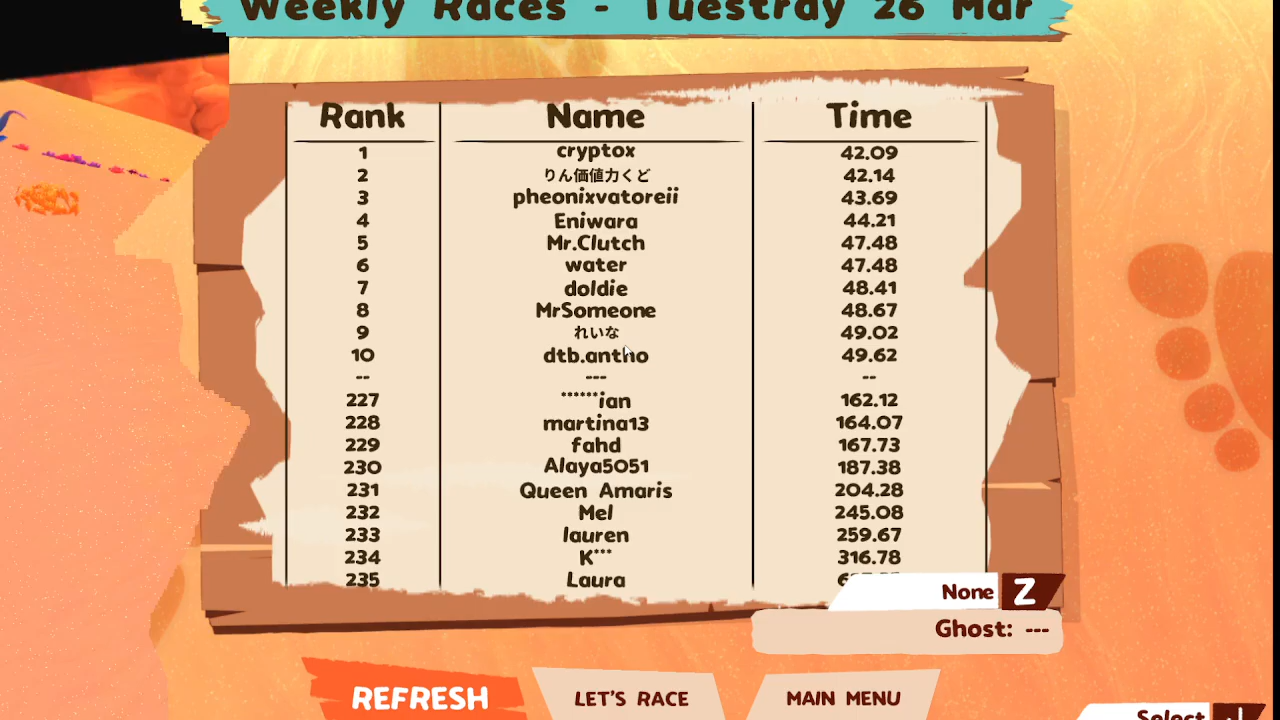 Weekly Races - Tuestray 26 Mar
Rank Name Time
1 cryptox 42.09
2 りん価値力くど 42.14
3 pheonixvatoreii 43.69
4 Eniwara 44.21
5 Mr.Clutch 47.48
6 water 47.48
7 doldie 48.41
8 MrSomeone 48.67
9 れいな 49.02
10 dtb.antho 49.62
-- --- --
227 ******ian 162.12
228 martina13 164.07
229 fahd 167.73
230 Alaya5051 187.38
231 Queen Amaris 204.28
232 Mel 245.08
233 lauren 259.67
234 K*** 316.78
235 Laura
None Z
Ghost: ---
REFRESH LET'S RACE MAIN MENU
Select